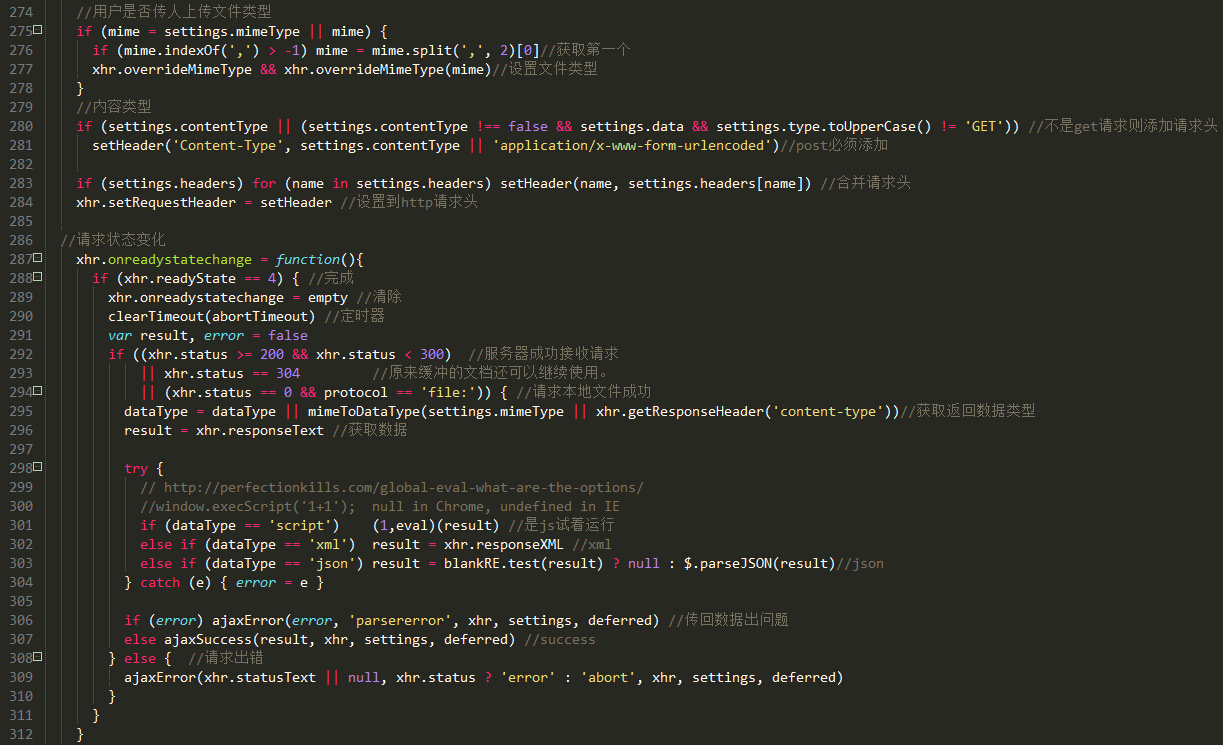 274 //用户是否传人上传文件类型
275 if (mime = settings.mimeType || mime) {
276 if (mime.indexOf(',') > -1) mime = mime.split(',', 2)[0]//获取第一个
277 xhr.overrideMimeType && xhr.overrideMimeType(mime)//设置文件类型
278 }
279 //内容类型
280 if (settings.contentType || (settings.contentType !== false && settings.data && settings.type.toUpperCase() != 'GET')) //不是get请求则添加请求头
281 setHeader('Content-Type', settings.contentType || 'application/x-www-form-urlencoded')//post必须添加
282
283 if (settings.headers) for (name in settings.headers) setHeader(name, settings.headers[name]) //合并请求头
284 xhr.setRequestHeader = setHeader //设置到http请求头
285
286 //请求状态变化
287 xhr.onreadystatechange = function(){
288 if (xhr.readyState == 4) { //完成
289 xhr.onreadystatechange = empty //清除
290 clearTimeout(abortTimeout) //定时器
291 var result, error = false
292 if ((xhr.status >= 200 && xhr.status < 300) //服务器成功接收请求
293 || xhr.status == 304 //原来缓冲的文档还可以继续使用。
294 || (xhr.status == 0 && protocol == 'file:')) { //请求本地文件成功
295 dataType = dataType || mimeToDataType(settings.mimeType || xhr.getResponseHeader('content-type'))//获取返回数据类型
296 result = xhr.responseText //获取数据
297
298 try {
299 // http://perfectionkills.com/global-eval-what-are-the-options/
300 //window.execScript('1+1'); null in Chrome, undefined in IE
301 if (dataType == 'script') (1,eval)(result) //是js试着运行
302 else if (dataType == 'xml') result = xhr.responseXML //xml
303 else if (dataType == 'json') result = blankRE.test(result) ? null : $.parseJSON(result)//json
304 } catch (e) { error = e }
305
306 if (error) ajaxError(error, 'parsererror', xhr, settings, deferred) //传回数据出问题
307 else ajaxSuccess(result, xhr, settings, deferred) //success
308 } else { //请求出错
309 ajaxError(xhr.statusText || null, xhr.status ? 'error' : 'abort', xhr, settings, deferred)
310 }
311 }
312 }